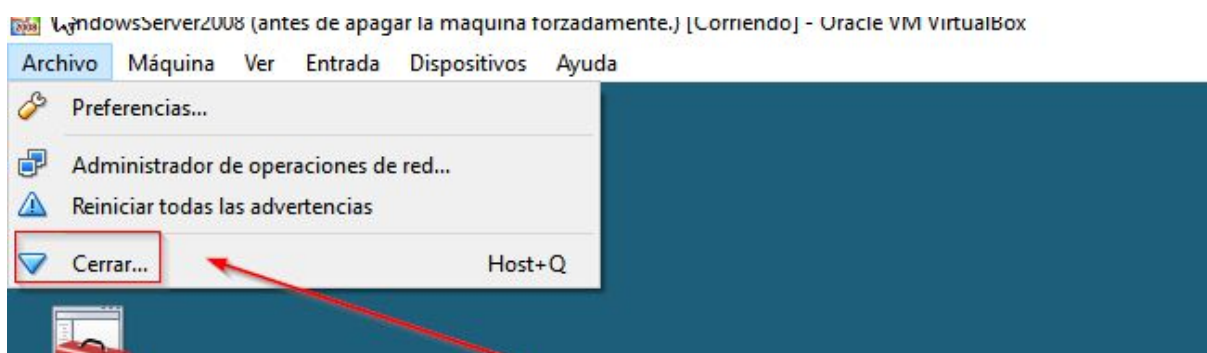 WindowsServer2008 (antes de apagar la maquina forzadamente.) [Corriendo] - Oracle VM VirtualBox
Archivo Máquina Ver Entrada Dispositivos Ayuda
Preferencias...
Administrador de operaciones de red...
Reiniciar todas las advertencias
Cerrar... Host+Q